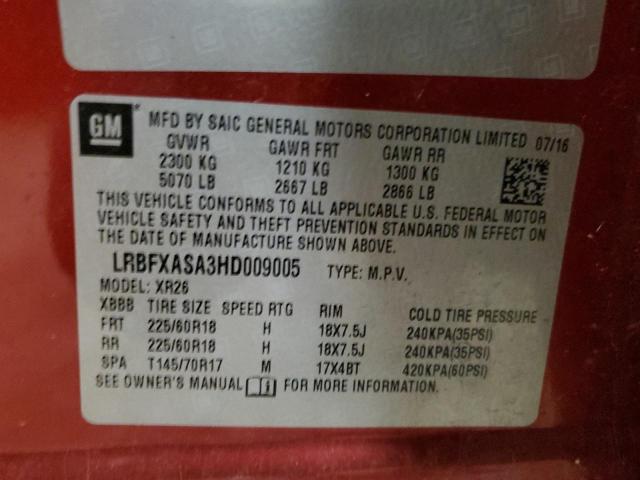 GM
MFD BY SAIC GENERAL MOTORS CORPORATION LIMITED 07/16
GVWR GAWR FRT GAWR RR
2300 KG 1210 KG 1300 KG
5070 LB 2667 LB 2866 LB
THIS VEHICLE CONFORMS TO ALL APPLICABLE U.S. FEDERAL MOTOR
VEHICLE SAFETY AND THEFT PREVENTION STANDARDS IN EFFECT ON
THE DATE OF MANUFACTURE SHOWN ABOVE.
LRBFXASA3HD009005 TYPE: M.P.V.
MODEL: XR26
XBBB TIRE SIZE SPEED RTG RIM COLD TIRE PRESSURE
FRT 225/60R18 H 18X7.5J 240KPA(35PSI)
RR 225/60R18 H 18X7.5J 240KPA(35PSI)
SPA T145/70R17 M 17X4BT 420KPA(60PSI)
SEE OWNER'S MANUAL FOR MORE INFORMATION.